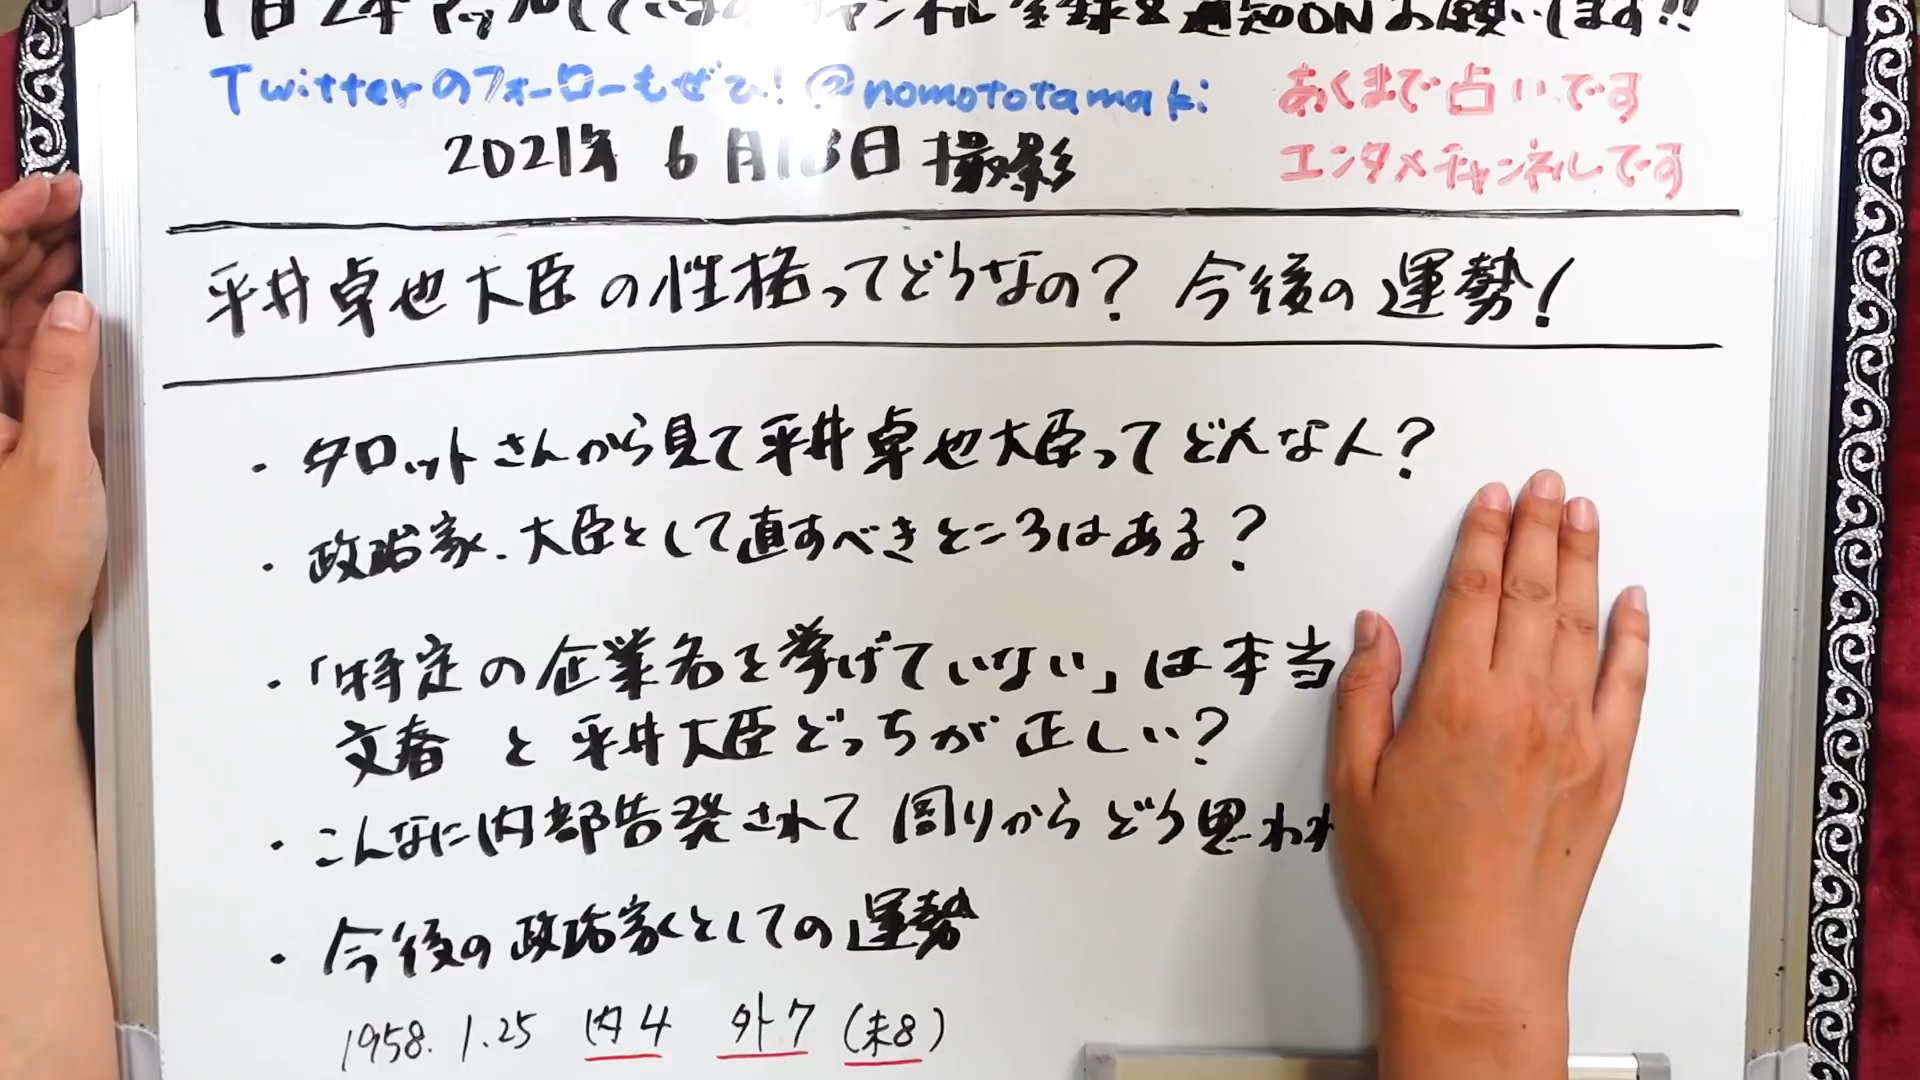 1日2本アップしています チャンネル登録&通知ONお願いします!!
Twitterのフォローもぜひ! @nomototamaki
あくまで占いです
2021年 6月18日 撮影
エンタメチャンネルです
平井卓也大臣の性格ってどうなの? 今後の運勢!
・タロットさんから見て平井卓也大臣ってどんな人?
・政治家、大臣として直すべきところはある?
・「特定の企業名を挙げていない」は本当
文春 と 平井大臣どっちが正しい?
・こんなに内部告発されて 周りからどう思われ
・今後の政治家としての運勢
1958.1.25 内4 外7 (未8)